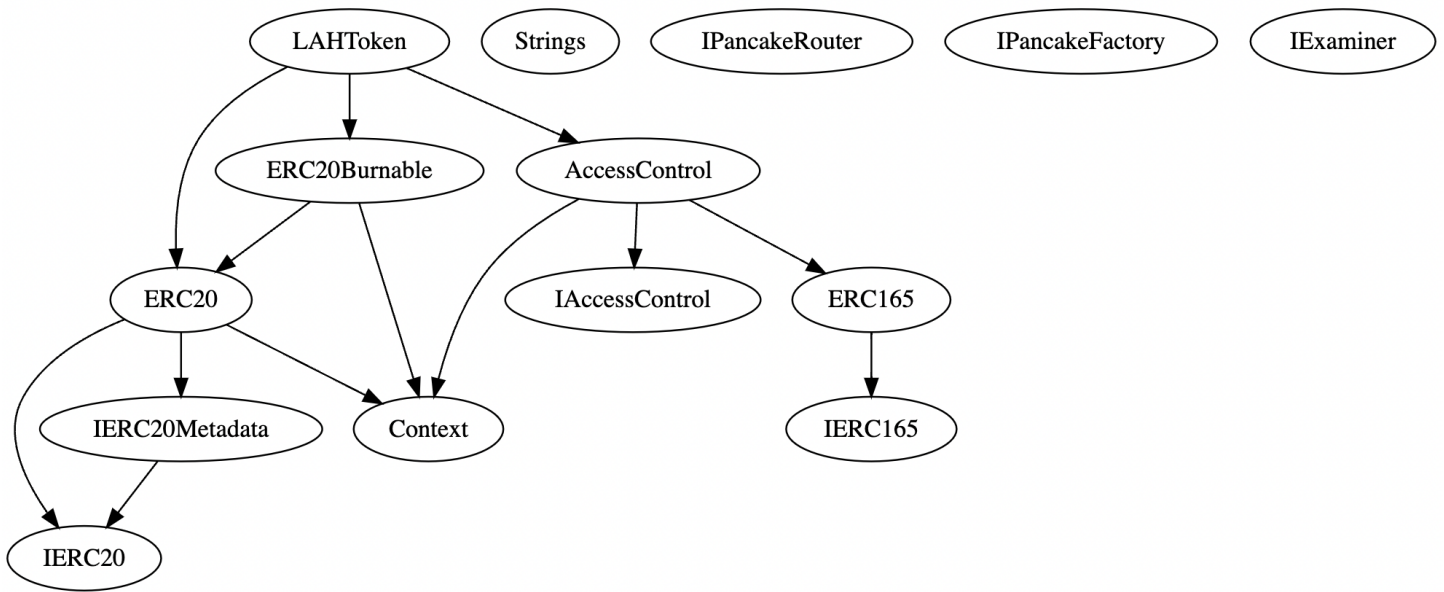 LAHToken
Strings
IPancakeRouter
IPancakeFactory
IExaminer
ERC20Burnable
AccessControl
ERC20
IAccessControl
ERC165
IERC20Metadata
Context
IERC165
IERC20